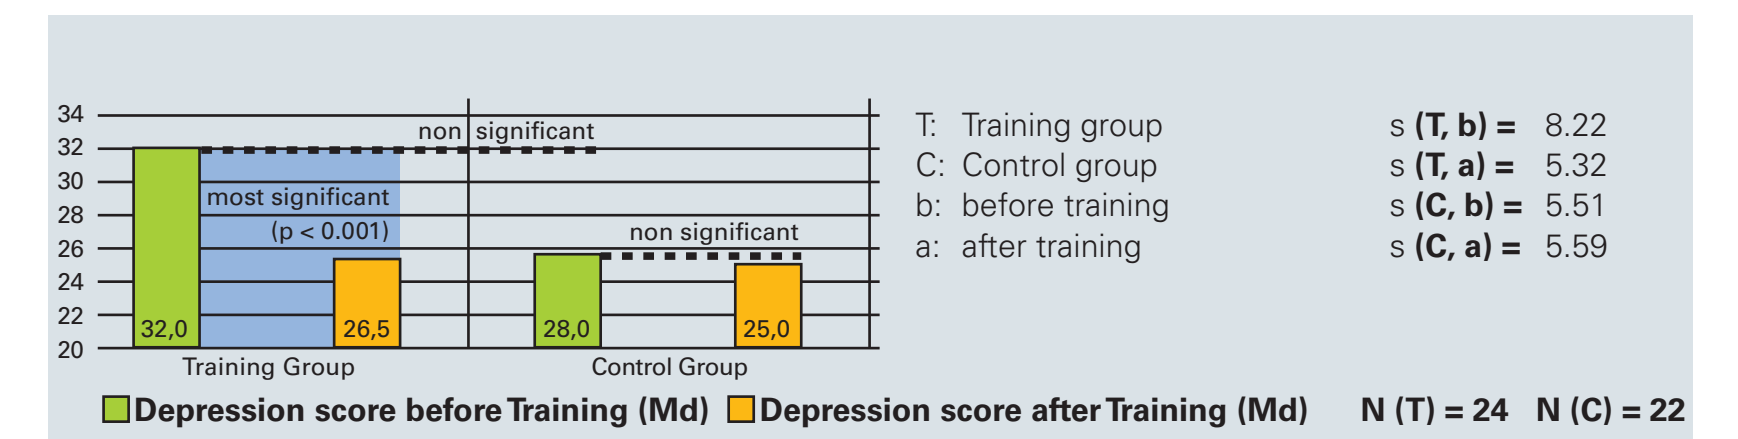 34
32
30
28
26
24
22
20
non significant
most significant
(p < 0.001)
non significant
32,0
26,5
28,0
25,0
Training Group
Control Group
T: Training group
C: Control group
b: before training
a: after training
s (T, b) = 8.22
s (T, a) = 5.32
s (C, b) = 5.51
s (C, a) = 5.59
Depression score before Training (Md) Depression score after Training (Md) N (T) = 24 N (C) = 22